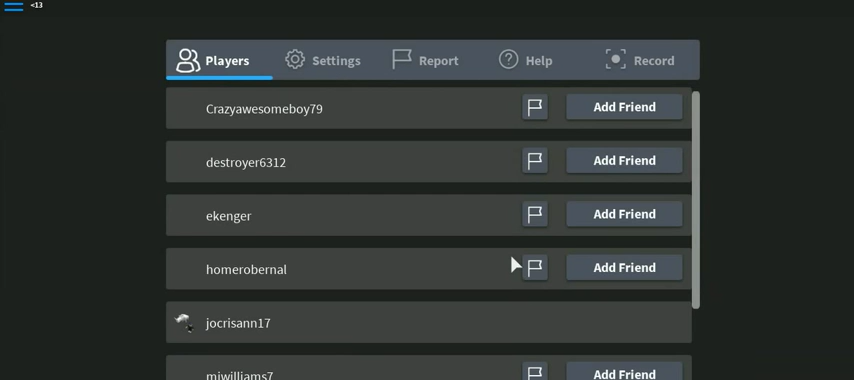 <13
Players Settings Report Help Record
Crazyawesomeboy79 Add Friend
destroyer6312 Add Friend
ekenger Add Friend
homerobernal Add Friend
jocrisann17
miwilliams7 Add Friend